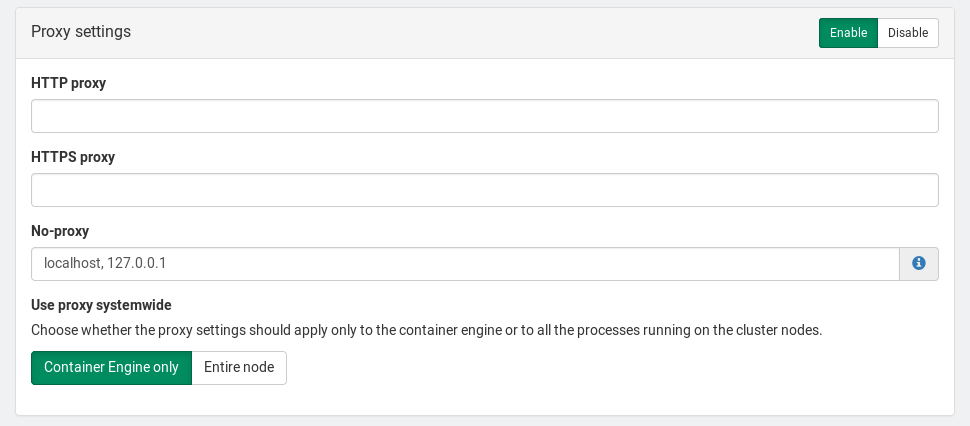 Proxy settings
Enable
Disable
HTTP proxy
HTTPS proxy
No-proxy
localhost, 127.0.0.1
Use proxy systemwide
Choose whether the proxy settings should apply only to the container engine or to all the processes running on the cluster nodes.
Container Engine only
Entire node